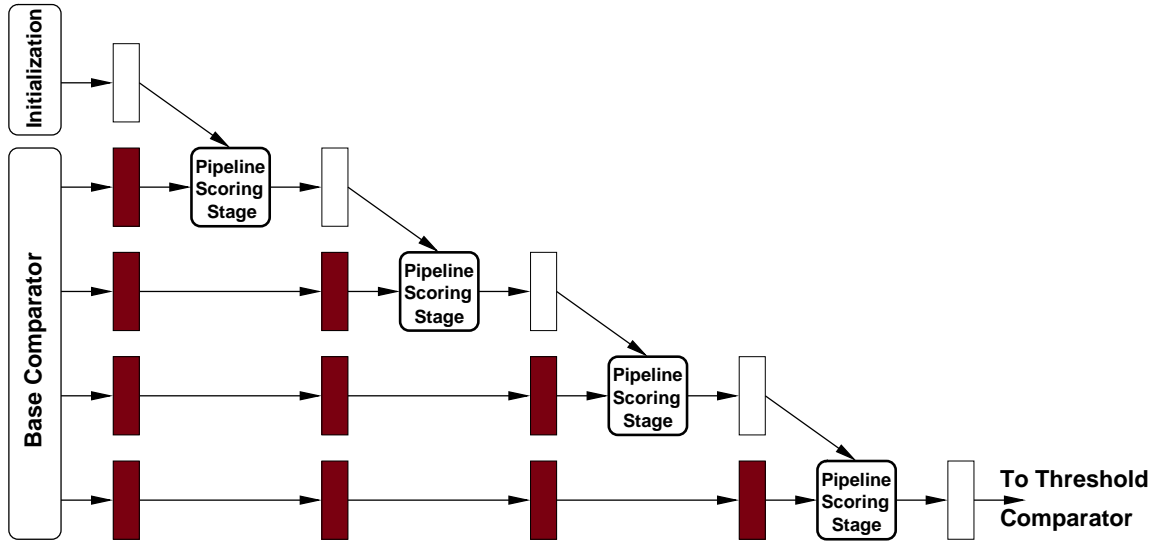 Initialization
Base Comparator
Pipeline
Scoring
Stage
Pipeline
Scoring
Stage
Pipeline
Scoring
Stage
Pipeline
Scoring
Stage
To Threshold
Comparator